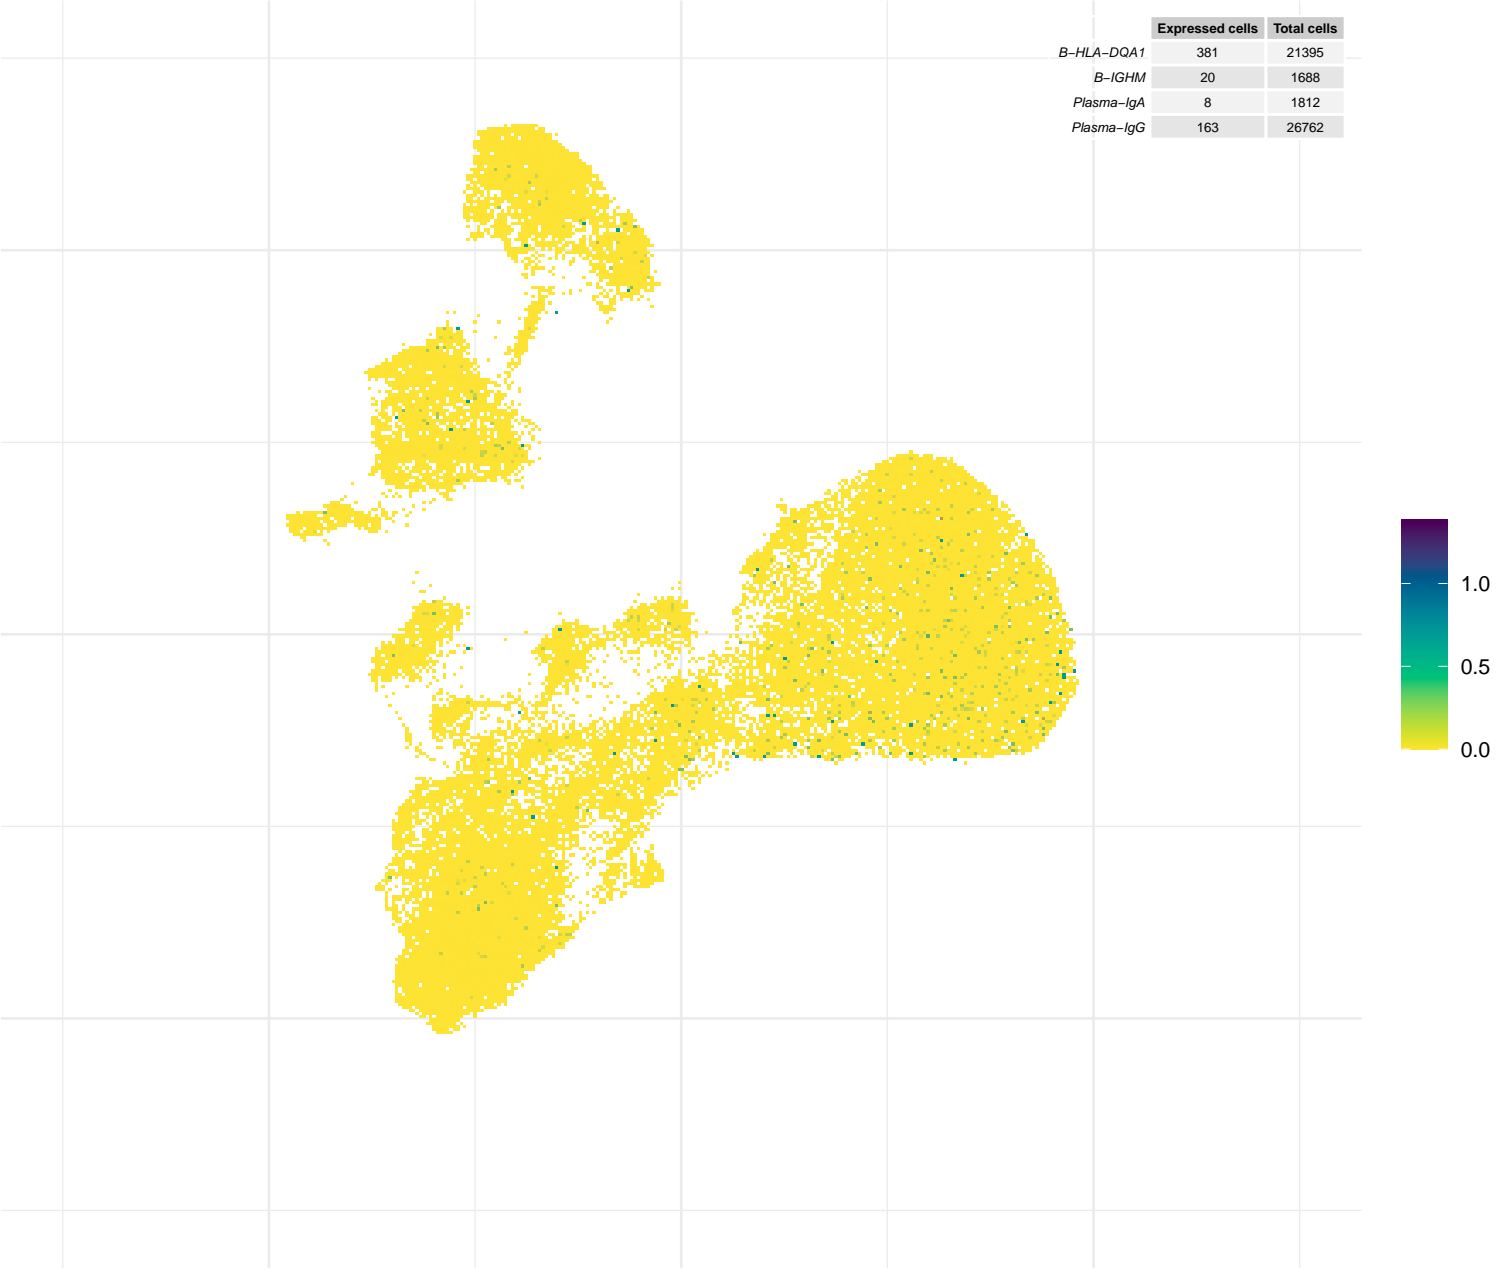 Expressed cells Total cells
B−HLA−DQA1 381 21395
B−IGHM 20 1688
Plasma−IgA 8 1812
Plasma−IgG 163 26762
1.0
0.5
0.0